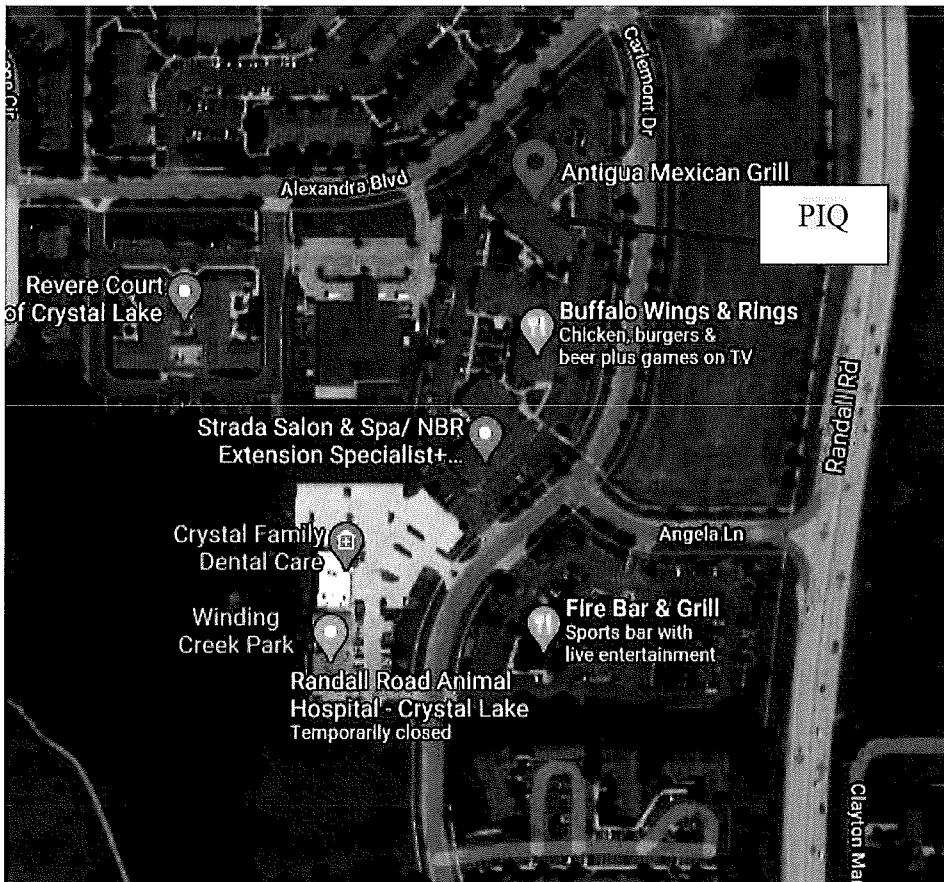 Cariemont Dr
Alexandra Blvd
Antigua Mexican Grill
PIQ
Revere Court
of Crystal Lake
Buffalo Wings & Rings
Chicken, burgers &
beer plus games on TV
Randall Rd
Strada Salon & Spa/ NBR
Extension Specialist+...
Angela Ln
Crystal Family
Dental Care
Fire Bar & Grill
Sports bar with
live entertainment
Winding
Creek Park
Randall Road Animal
Hospital - Crystal Lake
Temporarily closed
Clayton Ma